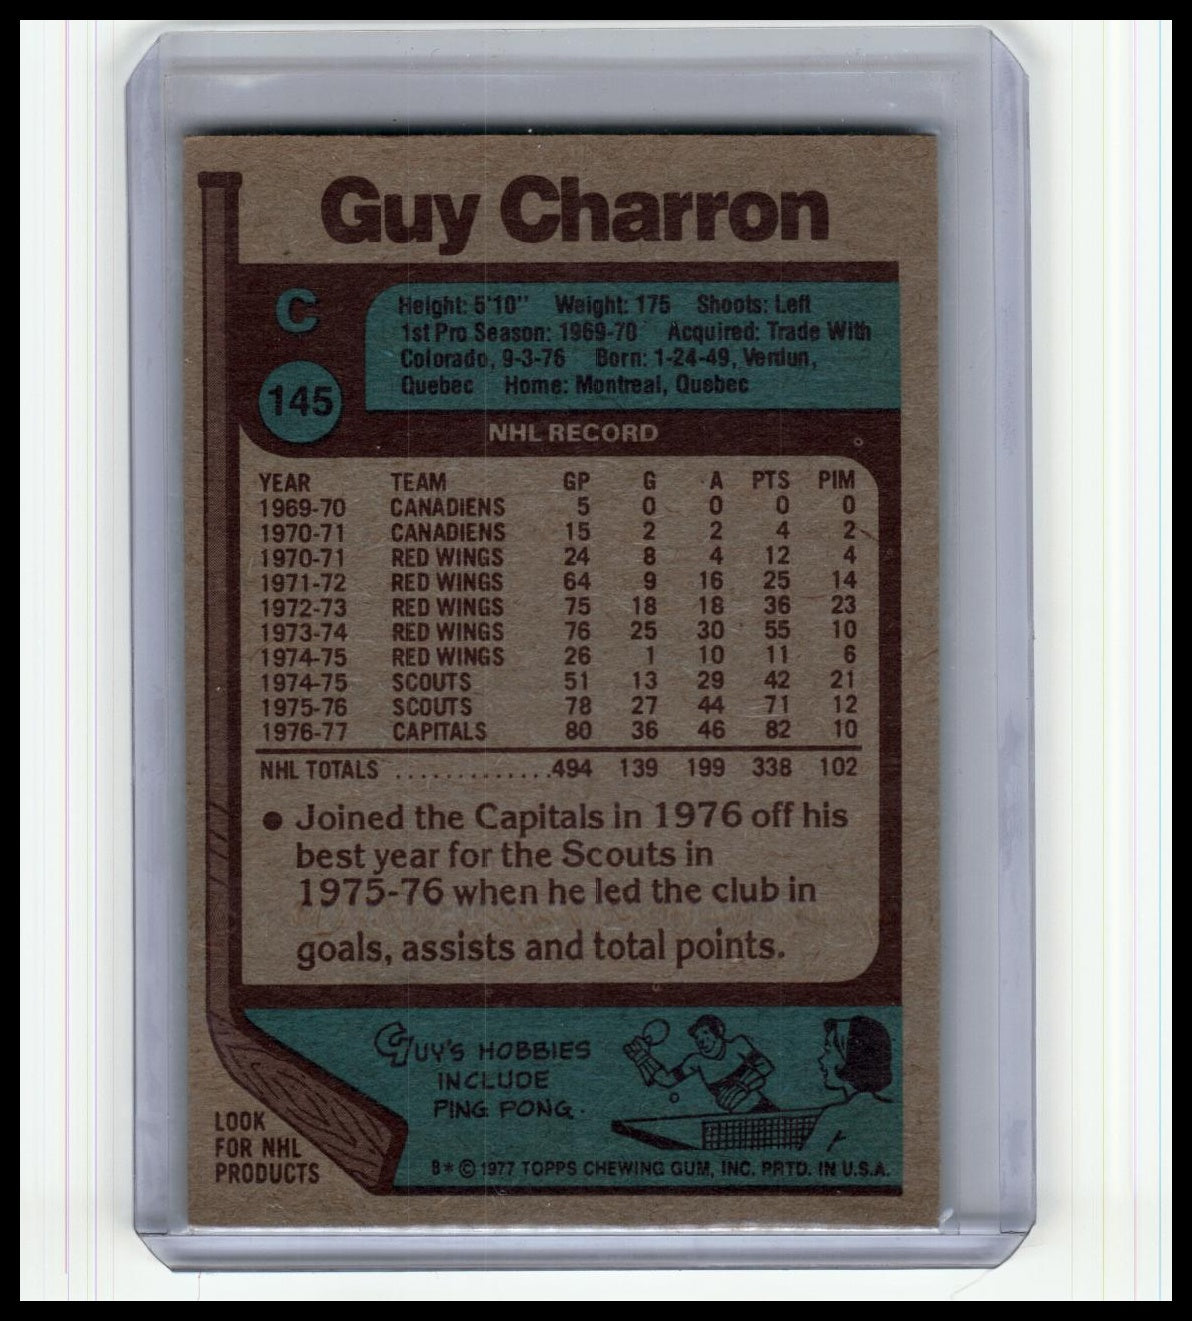 Guy Charron
C
145
Height: 5'10" Weight: 175 Shoots: Left
1st Pro Season: 1969-70 Acquired: Trade With
Colorado, 9-3-76 Born: 1-24-49, Verdun,
Quebec Home: Montreal, Quebec
NHL RECORD
YEAR TEAM GP G A PTS PIM
1969-70 CANADIENS 5 0 0 0 0
1970-71 CANADIENS 15 2 2 4 2
1970-71 RED WINGS 24 8 4 12 4
1971-72 RED WINGS 64 9 16 25 14
1972-73 RED WINGS 75 18 18 36 23
1973-74 RED WINGS 76 25 30 55 10
1974-75 RED WINGS 26 1 10 11 6
1974-75 SCOUTS 51 13 29 42 21
1975-76 SCOUTS 78 27 44 71 12
1976-77 CAPITALS 80 36 46 82 10
NHL TOTALS .............494 139 199 338 102
● Joined the Capitals in 1976 off his
best year for the Scouts in
1975-76 when he led the club in
goals, assists and total points.
GUY'S HOBBIES
INCLUDE
PING PONG.
LOOK
FOR NHL
PRODUCTS
B* © 1977 TOPPS CHEWING GUM, INC. PRTD. IN U.S.A.